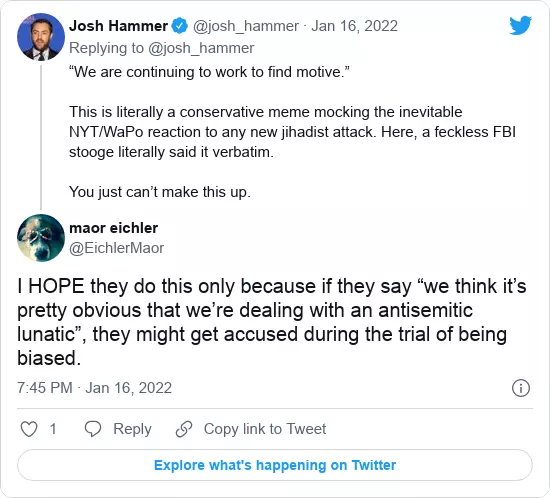 Josh Hammer @josh_hammer · Jan 16, 2022
Replying to @josh_hammer
“We are continuing to work to find motive.”
This is literally a conservative meme mocking the inevitable
NYT/WaPo reaction to any new jihadist attack. Here, a feckless FBI
stooge literally said it verbatim.
You just can’t make this up.
maor eichler
@EichlerMaor
I HOPE they do this only because if they say “we think it’s
pretty obvious that we’re dealing with an antisemitic
lunatic”, they might get accused during the trial of being
biased.
7:45 PM · Jan 16, 2022
1 Reply Copy link to Tweet
Explore what's happening on Twitter